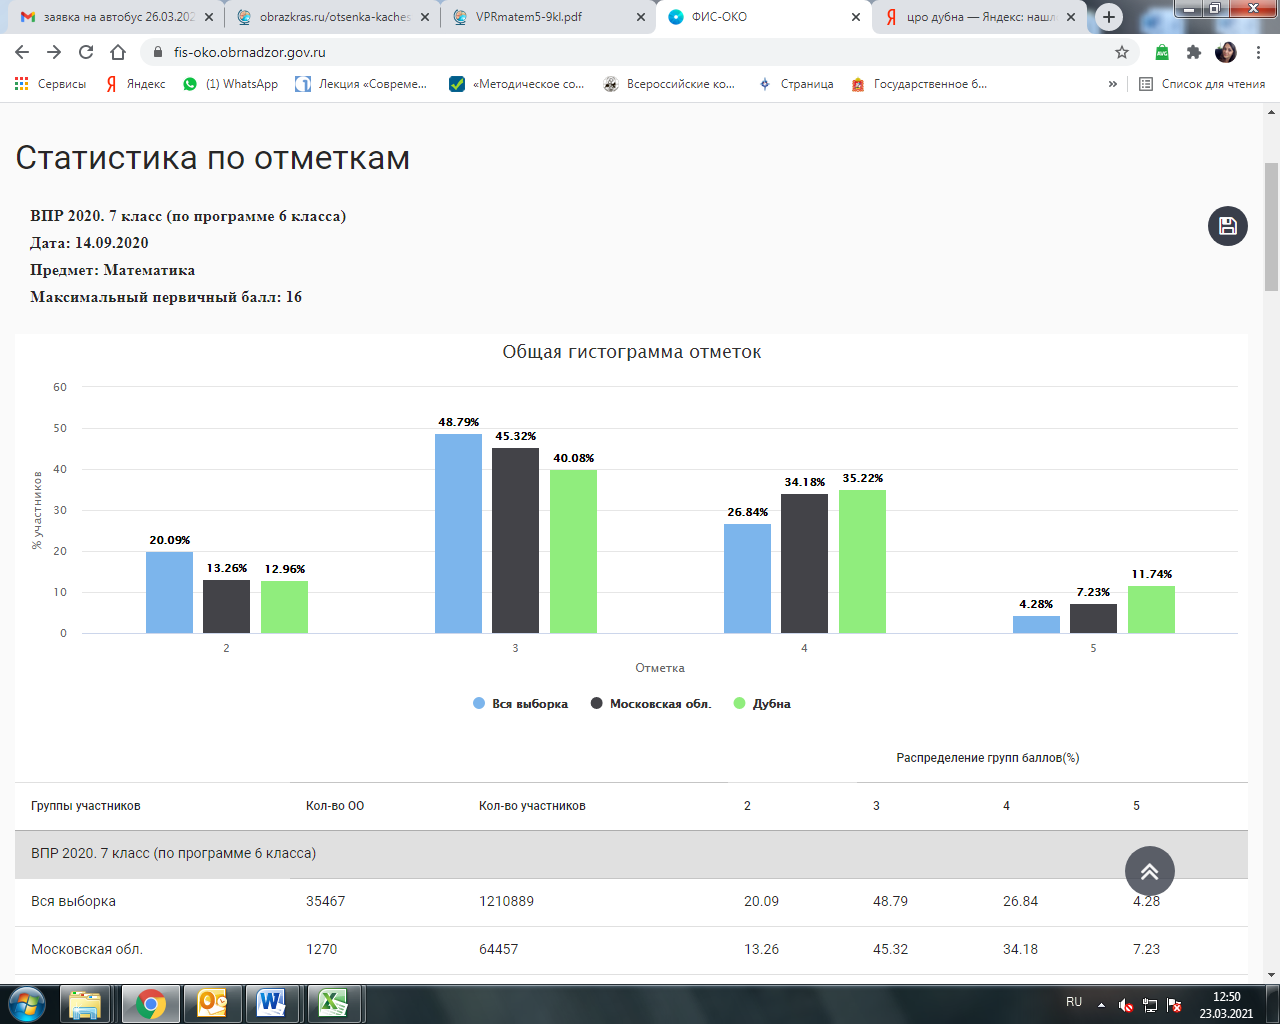 заявка на автобус 26.03.202
obrazkras.ru/otsenka-kaches
VPRmatem5-9kl.pdf
ФИС-ОКО
цро дубна — Яндекс: нашл
fis-oko.obrnadzor.gov.ru
Сервисы
Яндекс
(1) WhatsApp
Лекция «Совреме...
«Методическое со...
Всероссийские ко...
Страница
Государственное б...
»
Список для чтения
Статистика по отметкам
ВПР 2020. 7 класс (по программе 6 класса)
Дата: 14.09.2020
Предмет: Математика
Максимальный первичный балл: 16
Общая гистограмма отметок
% участников
60
50
40
30
20
10
0
20.09%
13.26%
12.96%
48.79%
45.32%
40.08%
26.84%
34.18%
35.22%
4.28%
7.23%
11.74%
2 3 4 5
Отметка
Вся выборка Московская обл. Дубна
Распределение групп баллов(%)
Группы участников Кол-во ОО Кол-во участников 2 3 4 5
ВПР 2020. 7 класс (по программе 6 класса)
Вся выборка 35467 1210889 20.09 48.79 26.84 4.28
Московская обл. 1270 64457 13.26 45.32 34.18 7.23
RU
12:50
23.03.2021